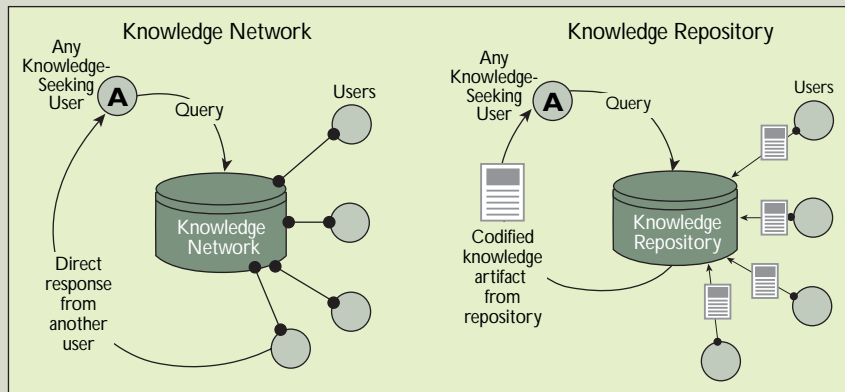 Knowledge Network
Any
Knowledge-
Seeking
User
A
Query
Users
Knowledge
Network
Direct
response
from
another
user
Knowledge Repository
Any
Knowledge-
Seeking
User
A
Query
Users
Knowledge
Repository
Codified
knowledge
artifact
from
repository